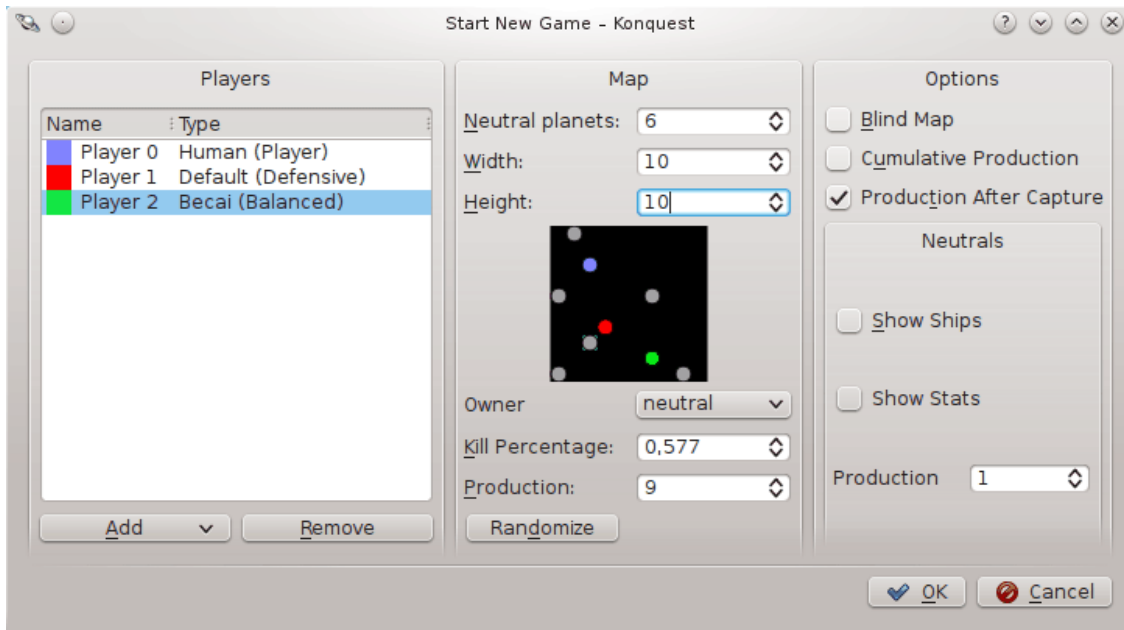 Start New Game – Konquest
Players
Name Type
Player 0 Human (Player)
Player 1 Default (Defensive)
Player 2 Becai (Balanced)
Add
Remove
Map
Neutral planets: 6
Width: 10
Height: 10
Owner neutral
Kill Percentage: 0,577
Production: 9
Randomize
Options
Blind Map
Cumulative Production
Production After Capture
Neutrals
Show Ships
Show Stats
Production 1
OK
Cancel